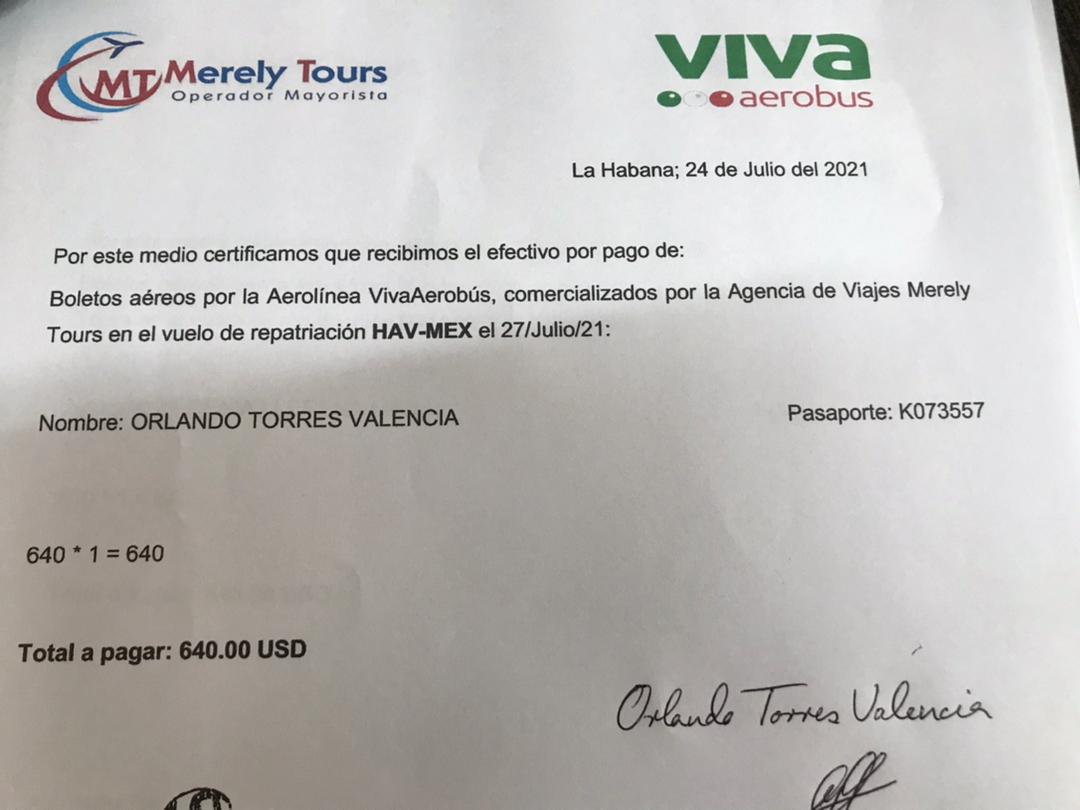 MT Merely Tours
Operador Mayorista
viva
aerobus
La Habana; 24 de Julio del 2021
Por este medio certificamos que recibimos el efectivo por pago de:
Boletos aéreos por la Aerolínea VivaAerobús, comercializados por la Agencia de Viajes Merely
Tours en el vuelo de repatriación HAV-MEX el 27/Julio/21:
Nombre: ORLANDO TORRES VALENCIA
Pasaporte: K073557
640 * 1 = 640
Total a pagar: 640.00 USD
Orlando Torres Valencia